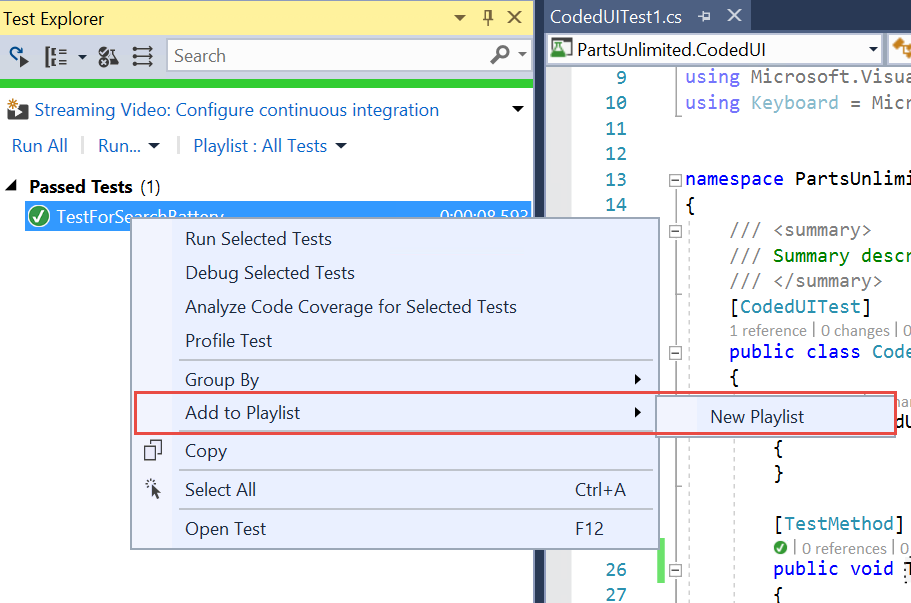 Test Explorer
Search
Streaming Video: Configure continuous integration
Run All | Run... | Playlist : All Tests
Passed Tests (1)
TestForSearchBattery 0:00:08.593
Run Selected Tests
Debug Selected Tests
Analyze Code Coverage for Selected Tests
Profile Test
Group By
Add to Playlist
New Playlist
Copy
Select All Ctrl+A
Open Test F12
CodedUITest1.cs
PartsUnlimited.CodedUI
9 using Microsoft.Visua
10 using Keyboard = Micr
11
12
13 namespace PartsUnlimi
14 {
/// <summary>
/// Summary descr
/// </summary>
[CodedUITest]
1 reference | 0 changes | 0
public class Code
{
{
}
[TestMethod]
| 0 references | 0
26 public void T
27 {